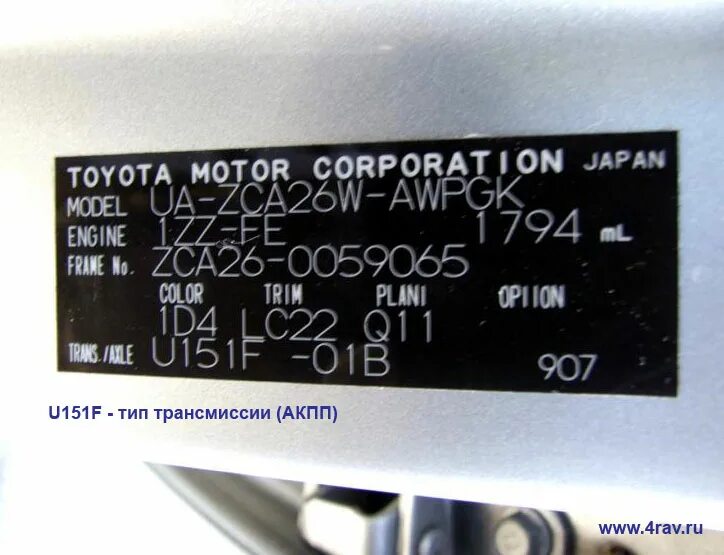 TOYOTA MOTOR CORPORATION JAPAN
MODEL UA-ZCA26W-AWPGK
ENGINE 1ZZ-FE 1794 mL
FRAME No. ZCA26-0059065
COLOR TRIM PLANT OPTION
1D4 LC22 Q11
TRANS./AXLE U151F -01B 907
U151F - тип трансмиссии (АКПП)
www.4rav.ru